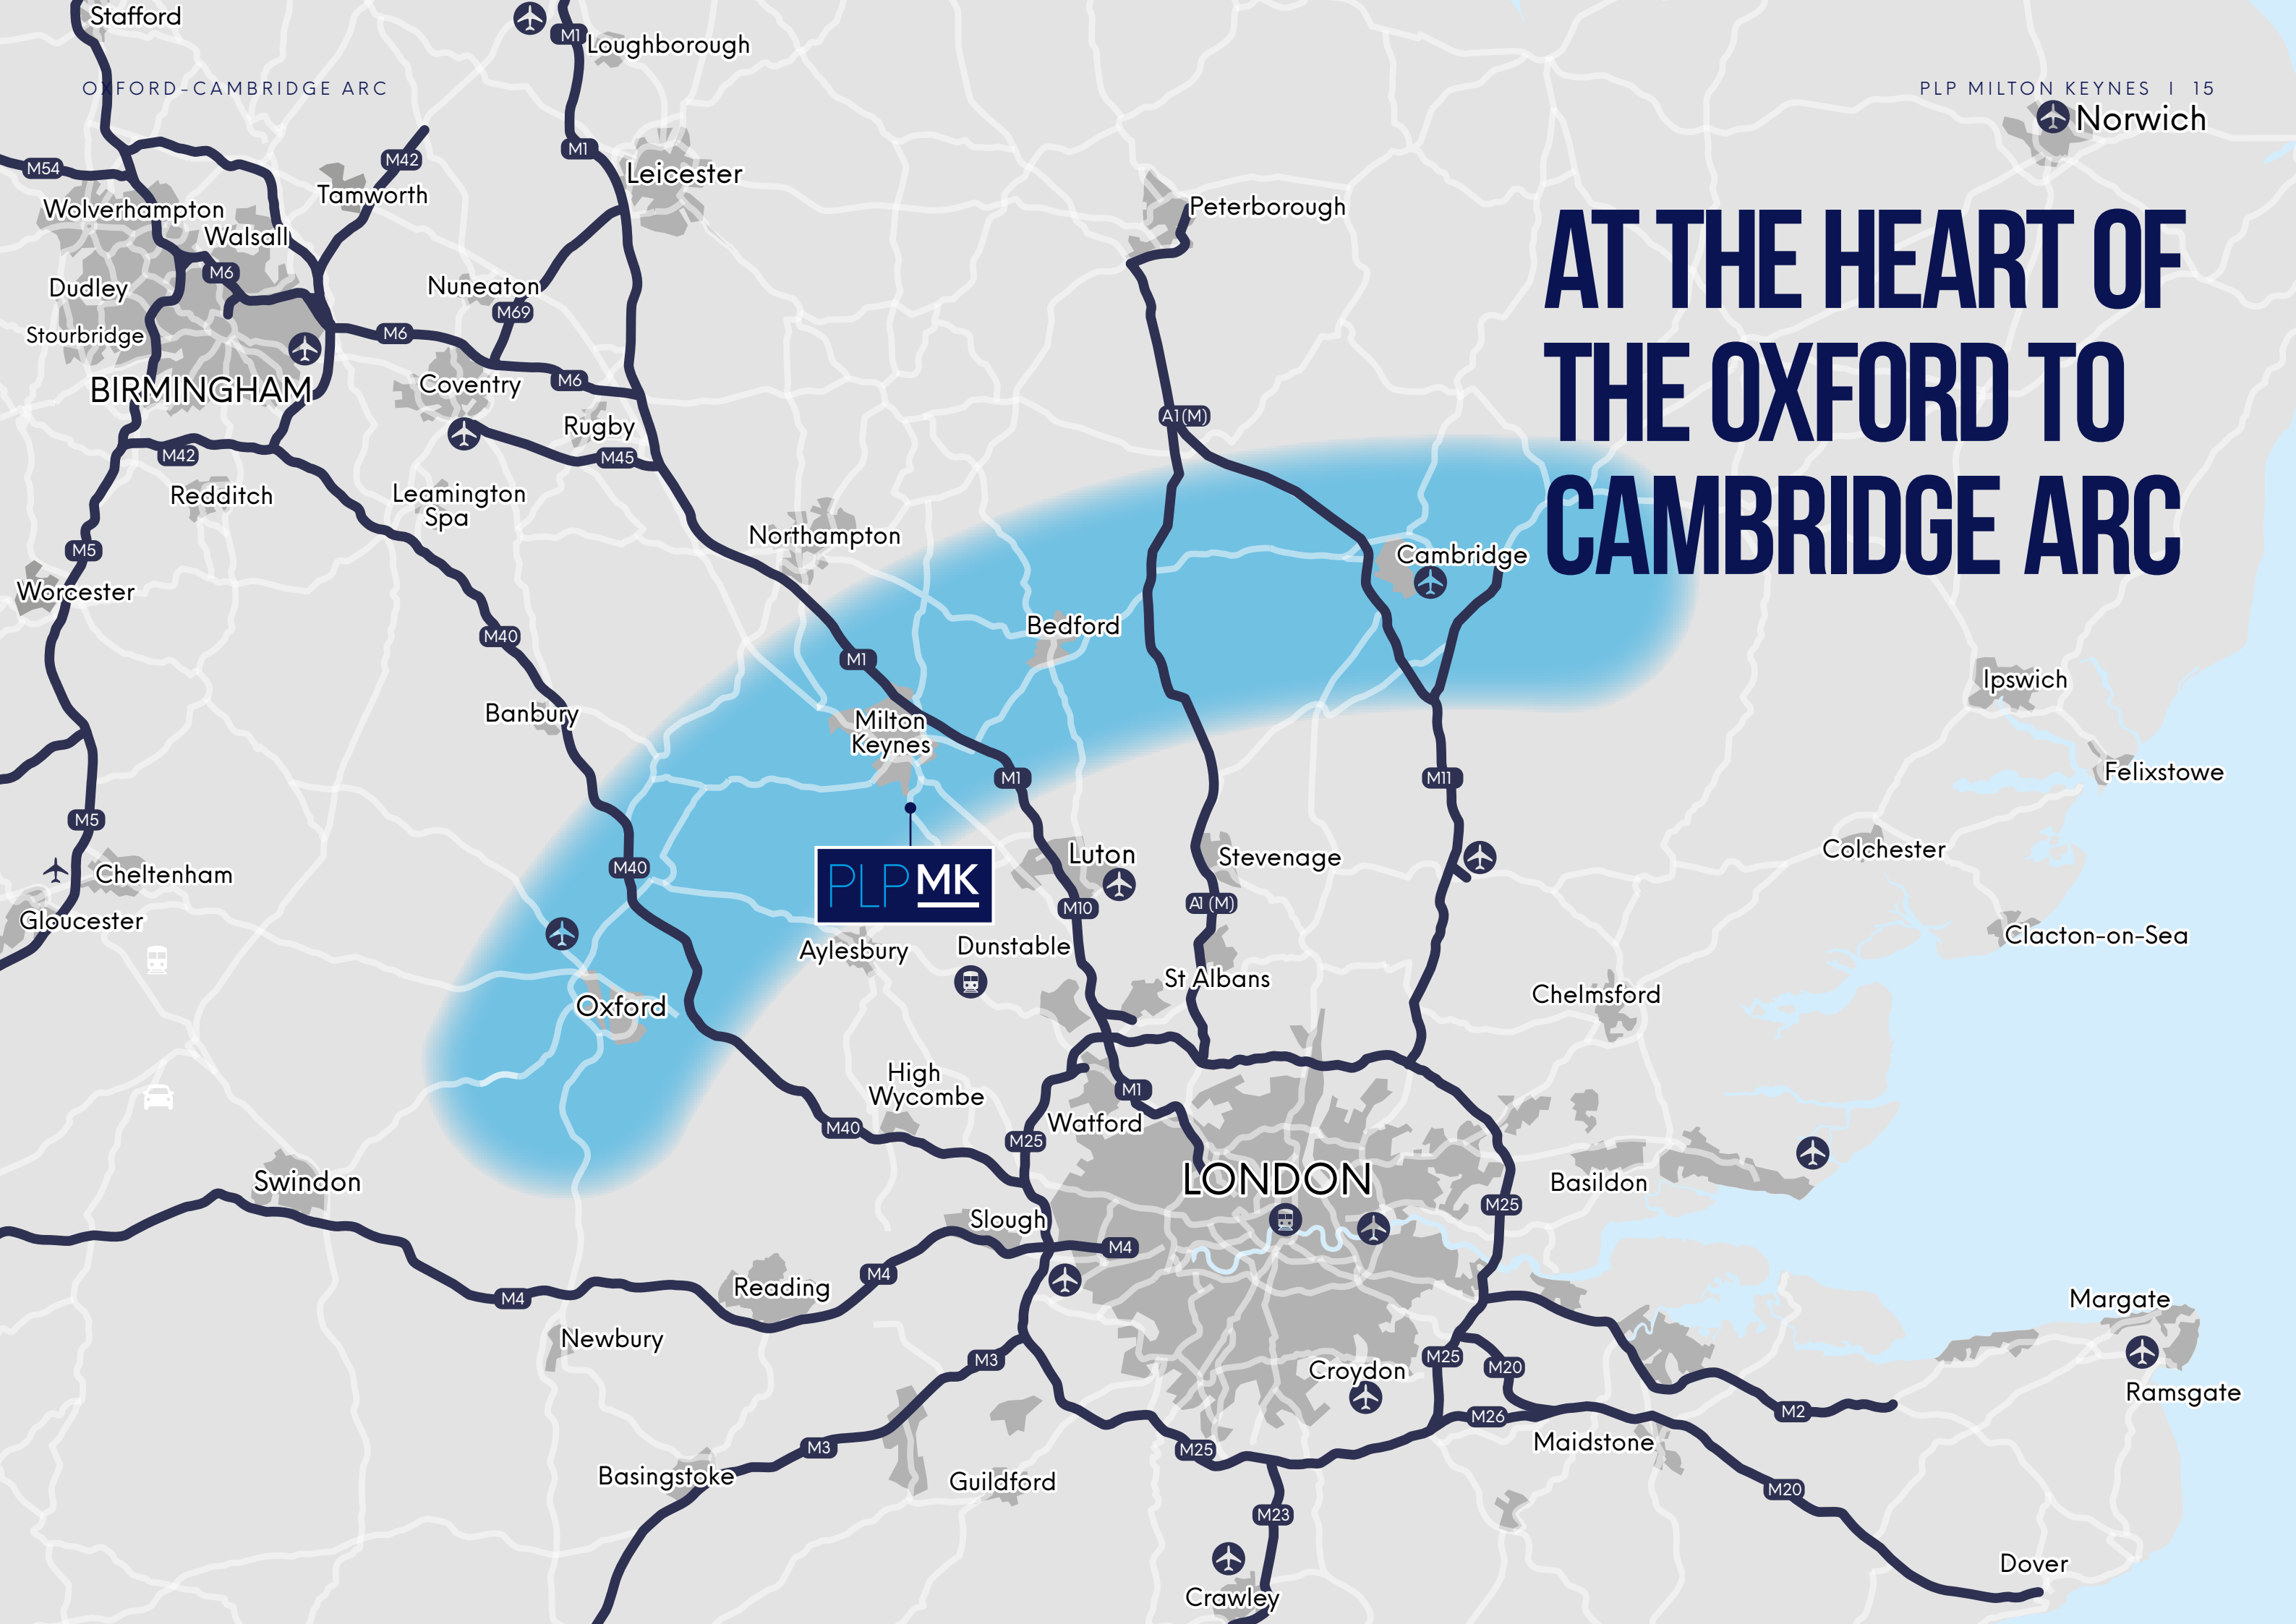 Stafford
M1
Loughborough
OXFORD-CAMBRIDGE ARC
PLP MILTON KEYNES I 15
Norwich
M54
M42
M1
Tamworth
Leicester
Wolverhampton
Walsall
Peterborough
AT THE HEART OF
THE OXFORD TO
CAMBRIDGE ARC
M6
Dudley
Nuneaton
M69
Stourbridge
M6
BIRMINGHAM
Coventry
M6
Rugby
A1(M)
M42
M45
Redditch
Leamington
Spa
Northampton
M5
Cambridge
Worcester
M40
Bedford
M1
Ipswich
Banbury
Milton
Keynes
M1
M11
Felixstowe
M5
PLP MK
M40
Luton
Stevenage
Colchester
Cheltenham
M10
A1 (M)
Gloucester
Aylesbury
Dunstable
Clacton-on-Sea
St Albans
Oxford
Chelmsford
High
Wycombe
M1
M40
M25
Watford
Swindon
LONDON
Basildon
M25
Slough
M4
M4
Reading
M4
Margate
Newbury
M3
Croydon
M25
M20
Ramsgate
M3
M26
M2
M25
Maidstone
Basingstoke
Guildford
M20
M23
Dover
Crawley